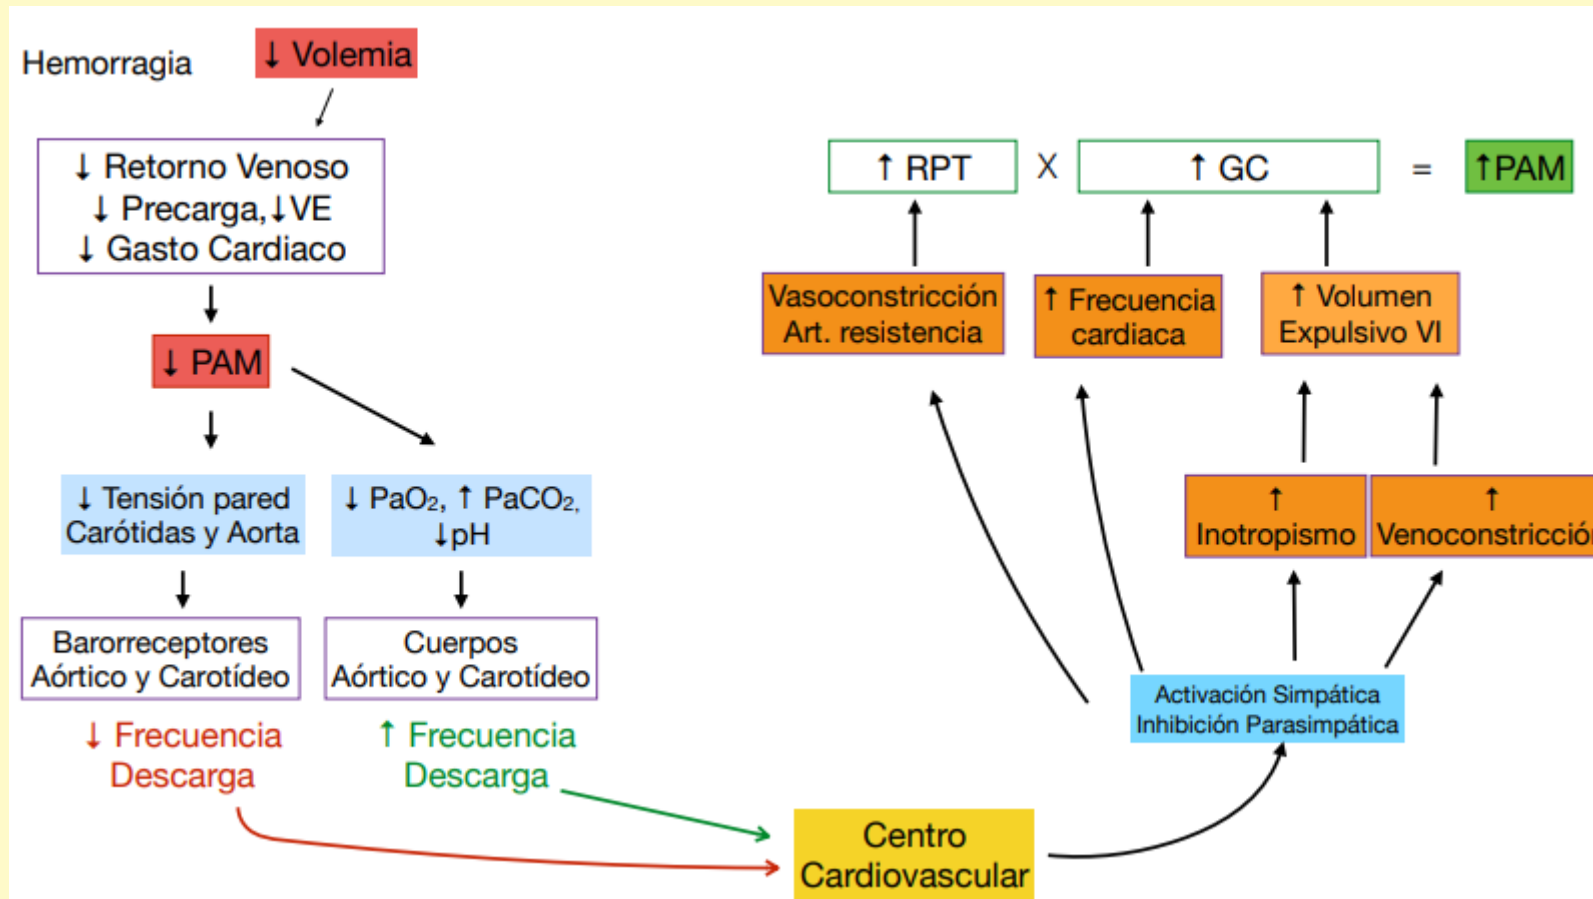 Hemorragia
↓ Volemia
↓ Retorno Venoso
↓ Precarga,↓VE
↓ Gasto Cardiaco
↓ PAM
↓ Tensión pared
Carótidas y Aorta
↓ PaO₂, ↑ PaCO₂,
↓pH
Barorreceptores
Aórtico y Carotídeo
Cuerpos
Aórtico y Carotídeo
↓ Frecuencia
Descarga
↑ Frecuencia
Descarga
Centro
Cardiovascular
Activación Simpática
Inhibición Parasimpática
↑
Inotropismo
↑
Venoconstricción
Vasoconstricción
Art. resistencia
↑ Frecuencia
cardiaca
↑ Volumen
Expulsivo VI
↑ RPT X ↑ GC = ↑PAM